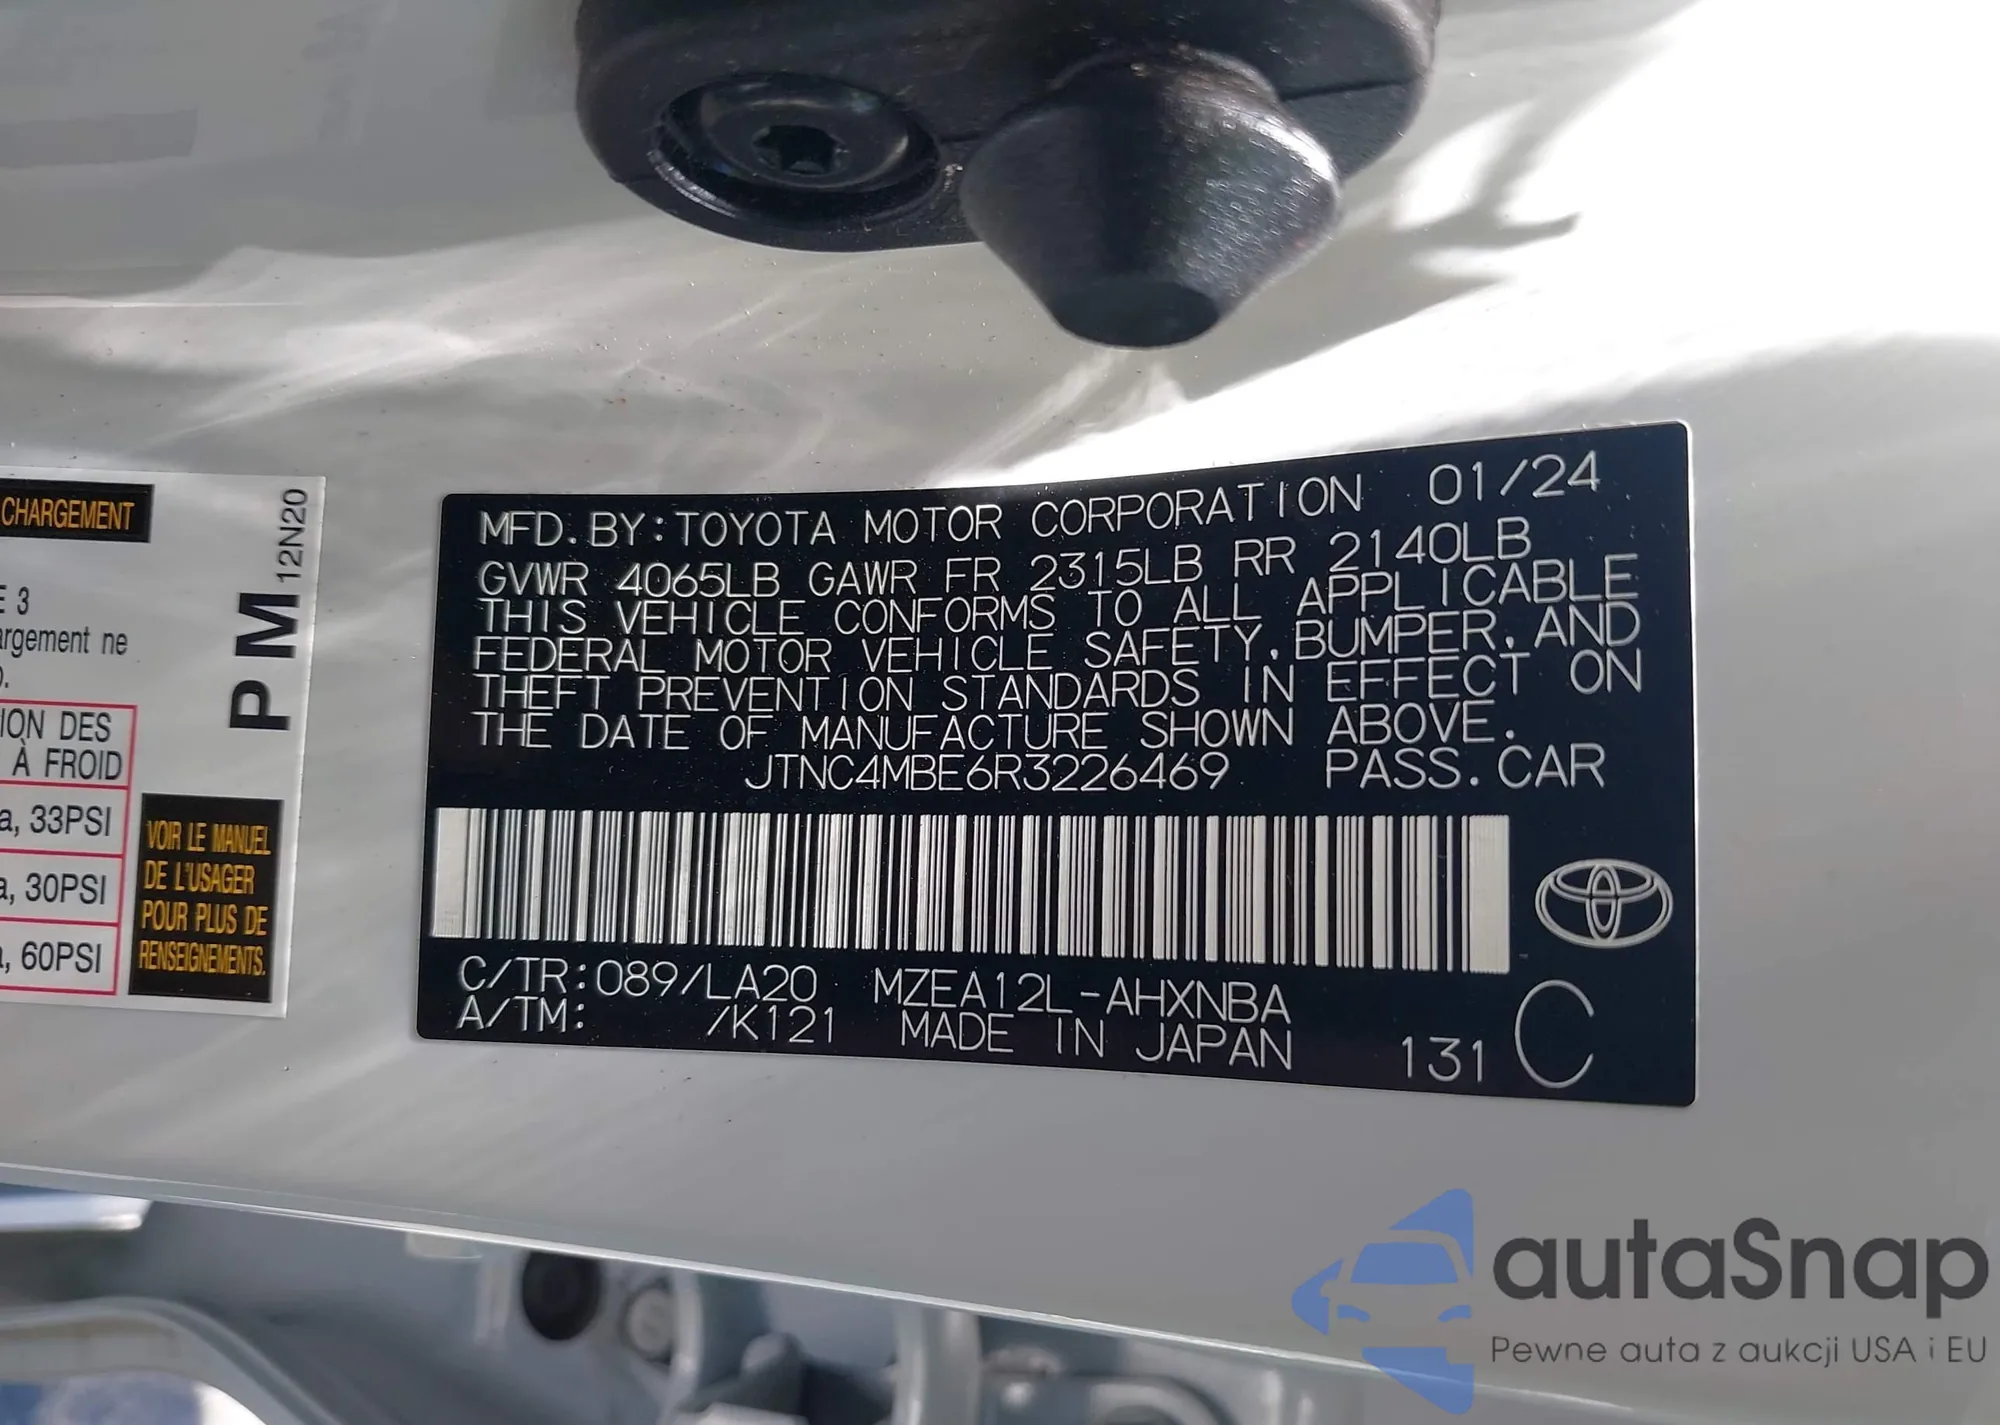 MFD. BY: TOYOTA MOTOR CORPORATION 01/24
GVWR 4065LB GAWR FR 2315LB RR 2140LB
THIS VEHICLE CONFORMS TO ALL APPLICABLE
FEDERAL MOTOR VEHICLE SAFETY, BUMPER, AND
THEFT PREVENTION STANDARDS IN EFFECT ON
THE DATE OF MANUFACTURE SHOWN ABOVE.
JTNC4MBE6R3226469 PASS. CAR
C/TR: 089/LA20 MZEA12L-AHXNBA
A/TM: /K121 MADE IN JAPAN 131 C
CHARGEMENT
E 3
argement ne
ION DES
À FROID
a, 33PSI
a, 30PSI
a, 60PSI
PM 12N20
VOIR LE MANUEL
DE L'USAGER
POUR PLUS DE
RENSEIGNEMENTS.
autaSnap
Pewne auta z aukcji USA i EU